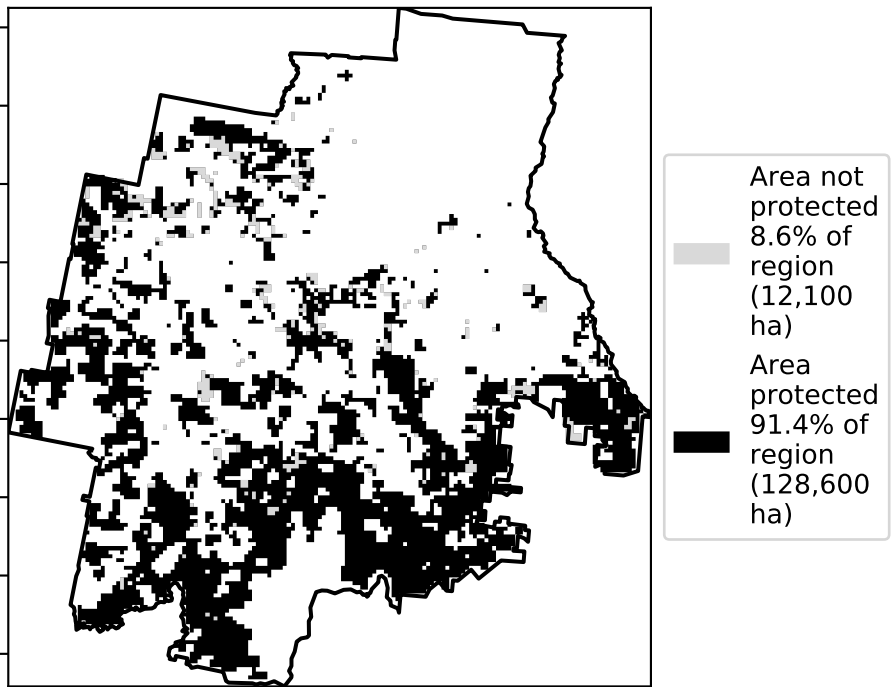 Area not
protected
8.6% of
region
(12,100
ha)
Area
protected
91.4% of
region
(128,600
ha)